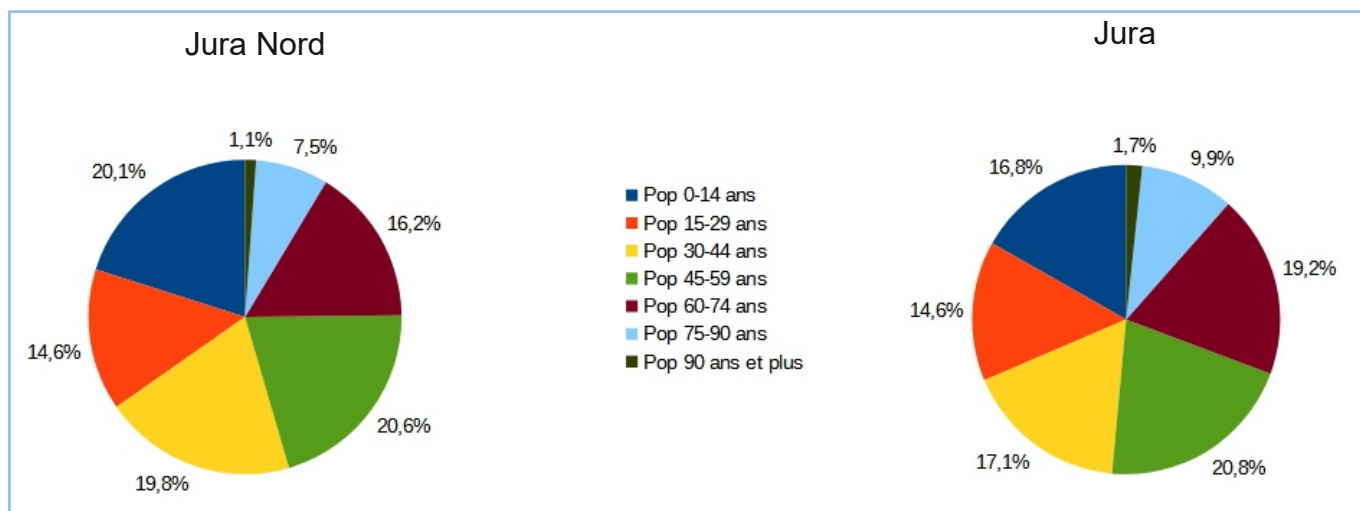 Jura Nord
1,1%
7,5%
20,1%
16,2%
14,6%
20,6%
19,8%
Pop 0-14 ans
Pop 15-29 ans
Pop 30-44 ans
Pop 45-59 ans
Pop 60-74 ans
Pop 75-90 ans
Pop 90 ans et plus
Jura
1,7%
9,9%
16,8%
19,2%
14,6%
17,1%
20,8%